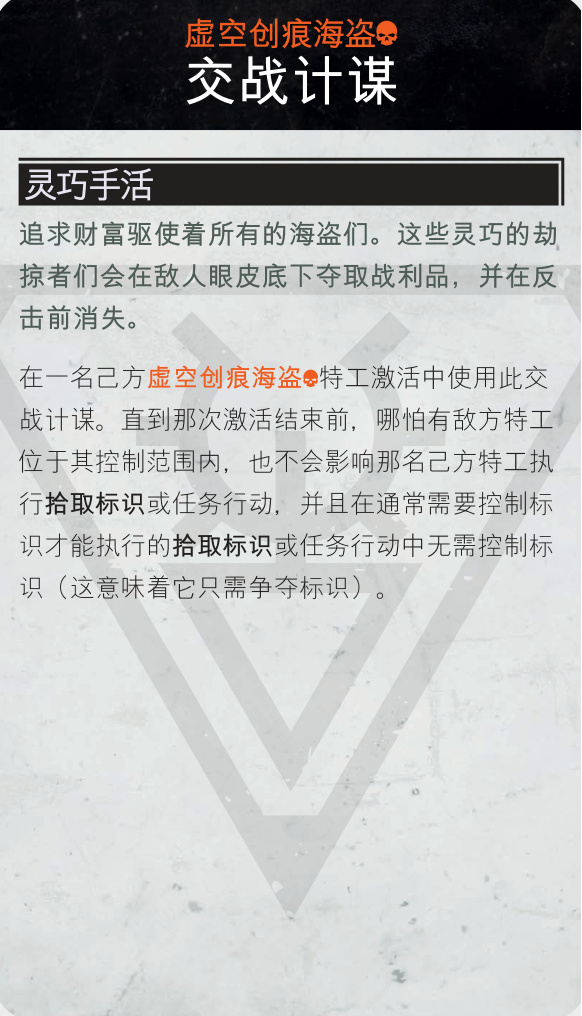 虚空创痕海盗
交战计谋
灵巧手活
追求财富驱使着所有的海盗们。这些灵巧的劫
掠者们会在敌人眼皮底下夺取战利品，并在反
击前消失。
在一名己方虚空创痕海盗特工激活中使用此交
战计谋。直到那次激活结束前，哪怕有敌方特工
位于其控制范围内，也不会影响那名己方特工执
行拾取标识或任务行动，并且在通常需要控制标
识才能执行的拾取标识或任务行动中无需控制标
识（这意味着它只需争夺标识）。